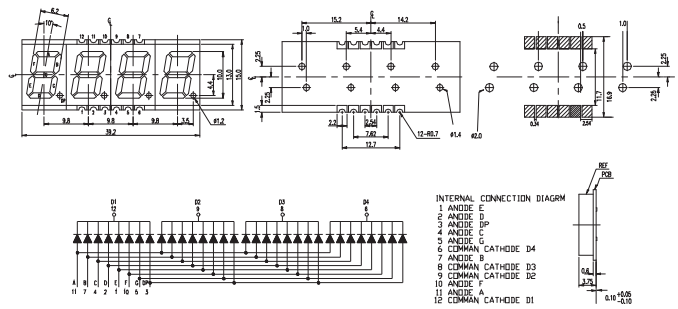 6.2
10°
12 11 10 9 8 7
A
F B
G
E C
D
DP
1 2 3 4 5 6
4.4
10.0
13.0
15.0
9.8 9.8 9.8 3.5
ø1.2
39.2
15.2 14.2
1.0 5.4 4.4
2.25
2.25
1.5
2.2 2.54
7.62
12.7
12-R0.7
ø1.4
0.5 1.0
2.25
2.25
ø2.0
11.7
16.9
0.34 2.54
D1 D2 D3 D4
12 9 8 6
A B C D E F G DP
11 7 4 2 1 10 5 3
INTERNAL CONNECTION DIAGRM
1 ANODE E
2 ANODE D
3 ANODE DP
4 ANODE C
5 ANODE G
6 COMMAN CATHODE D4
7 ANODE B
8 COMMAN CATHODE D3
9 COMMAN CATHODE D2
10 ANODE F
11 ANODE A
12 COMMAN CATHODE D1
REF
PCB
0.6
3.75
0.10 +0.05
-0.10